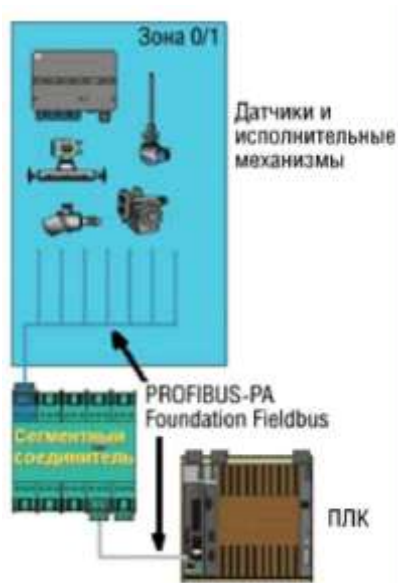 Зона 0/1
Датчики и
исполнительные
механизмы
PROFIBUS-PA
Foundation Fieldbus
Сегментный
соединитель
ПЛК